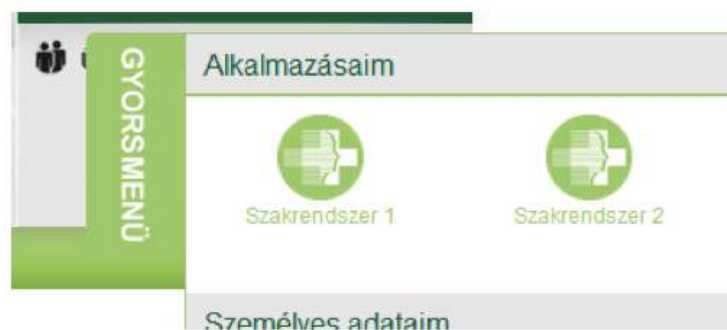 GYORSMENÜ
Alkalmazásaim
Szakrendszer 1
Szakrendszer 2
Személyes adataim